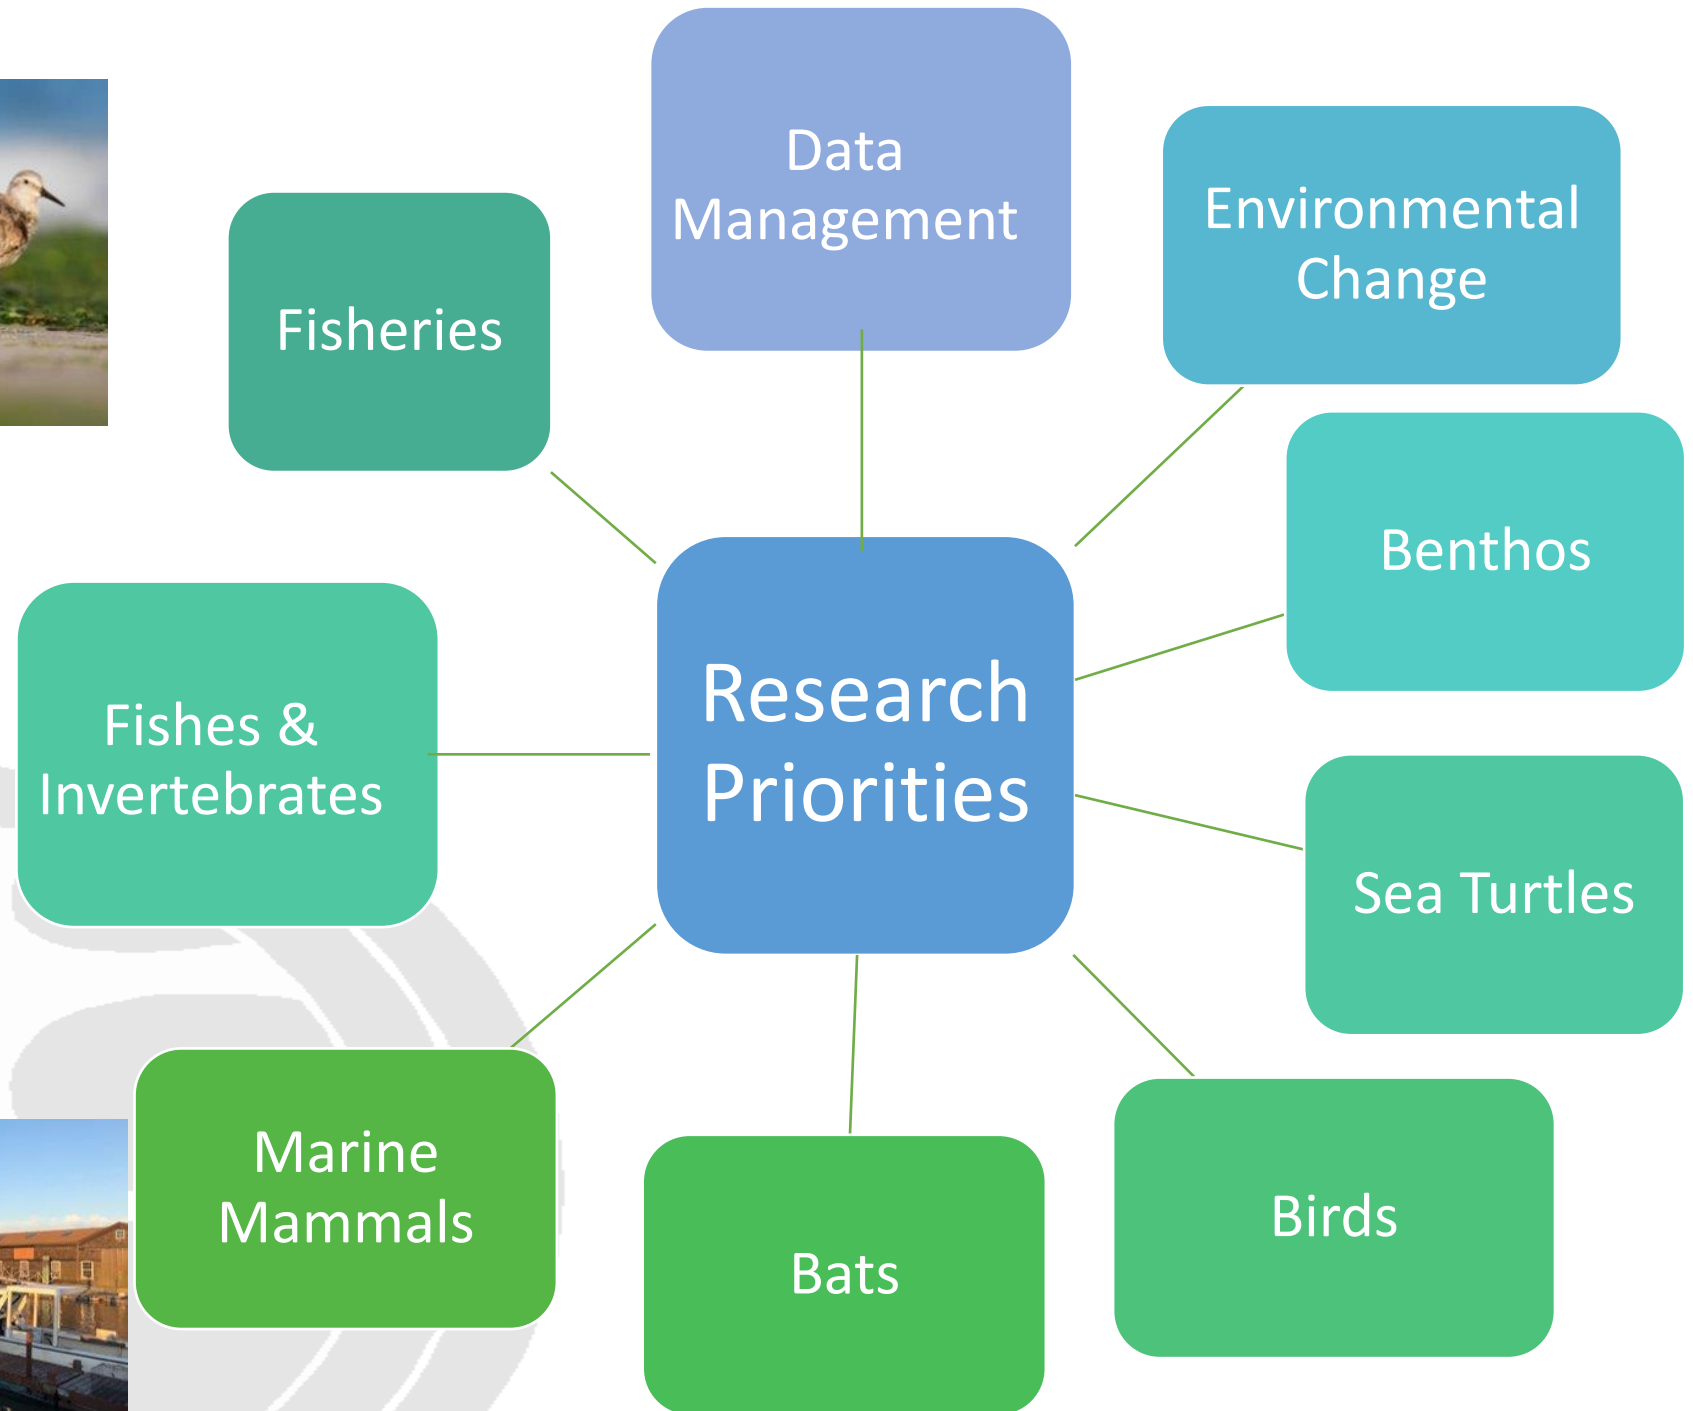 Data
Management
Environmental
Change
Fisheries
Benthos
Research
Priorities
Fishes &
Invertebrates
Sea Turtles
Marine
Mammals
Birds
Bats